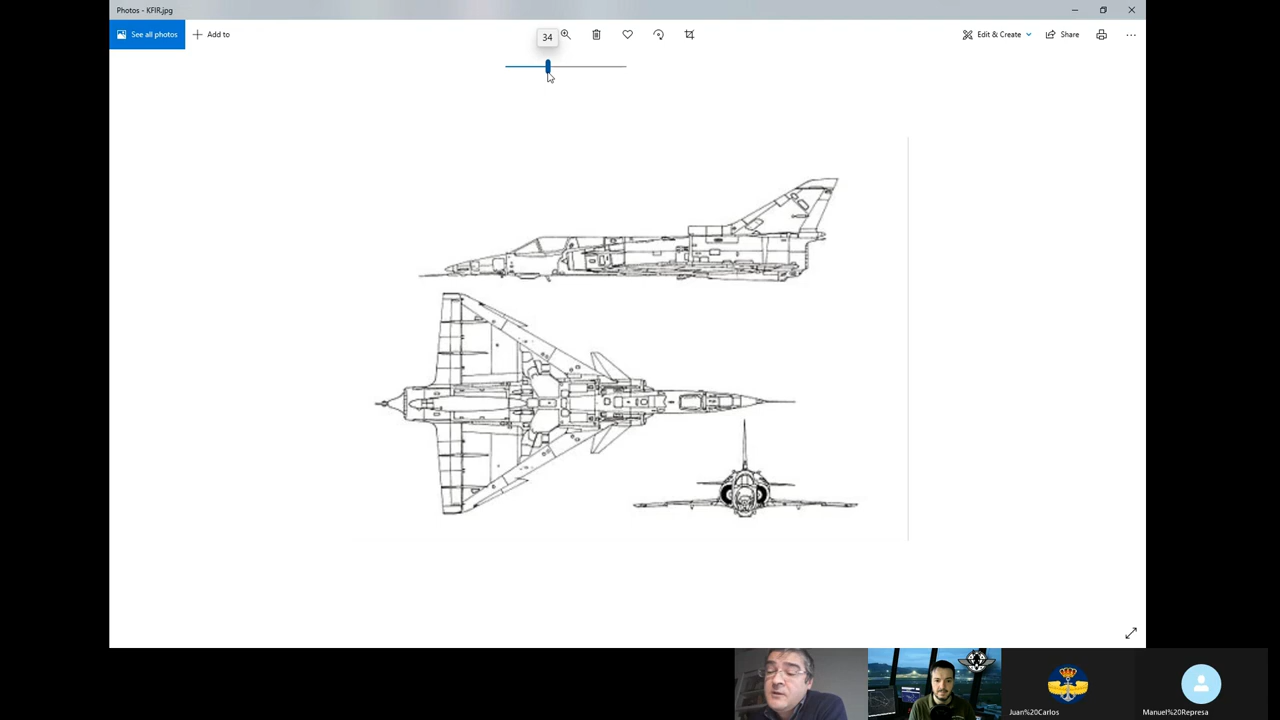 Photos - KFIR.jpg
See all photos
Add to
34
Edit & Create
Share
Juan%20Carlos
Manuel%20Represa